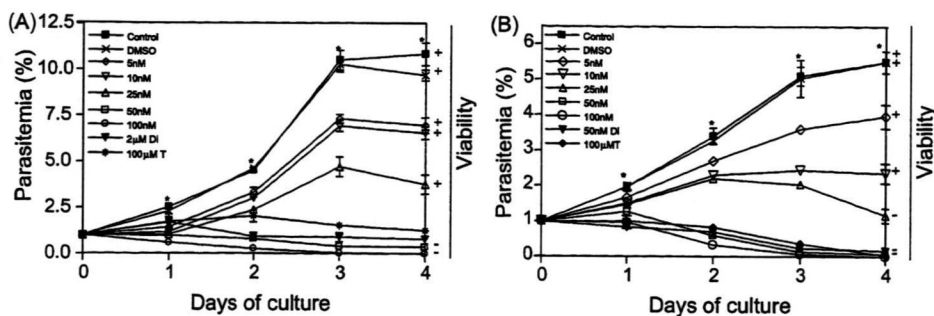 (A)
12.5
10.0
7.5
5.0
2.5
0.0
Parasitemia (%)
Control
DMSO
5nM
10nM
25nM
50nM
100nM
2μM Di
100μM T
*
*
*
*
+
+
+
+
+
-
Viability
0 1 2 3 4
Days of culture
(B)
6
5
4
3
2
1
0
Parasitemia (%)
Control
DMSO
5nM
10nM
25nM
50nM
100nM
50nM Di
100μMT
*
*
*
*
+
+
+
+
-
-
-
Viability
0 1 2 3 4
Days of culture